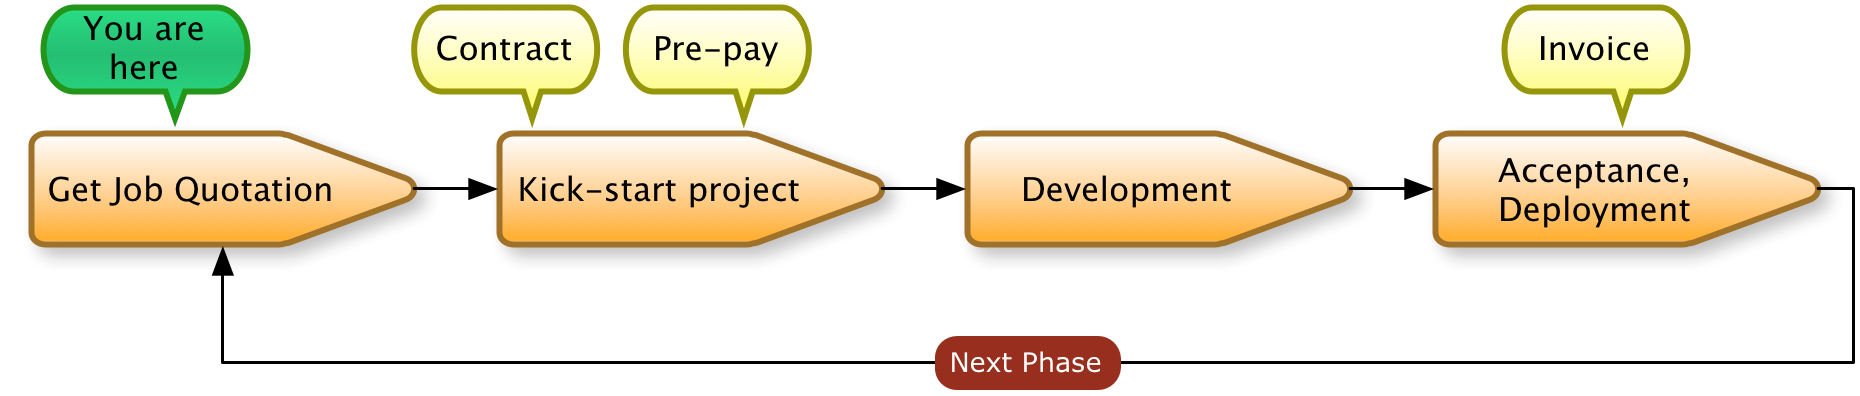 You are
here
Contract
Pre-pay
Invoice
Get Job Quotation
Kick-start project
Development
Acceptance,
Deployment
Next Phase